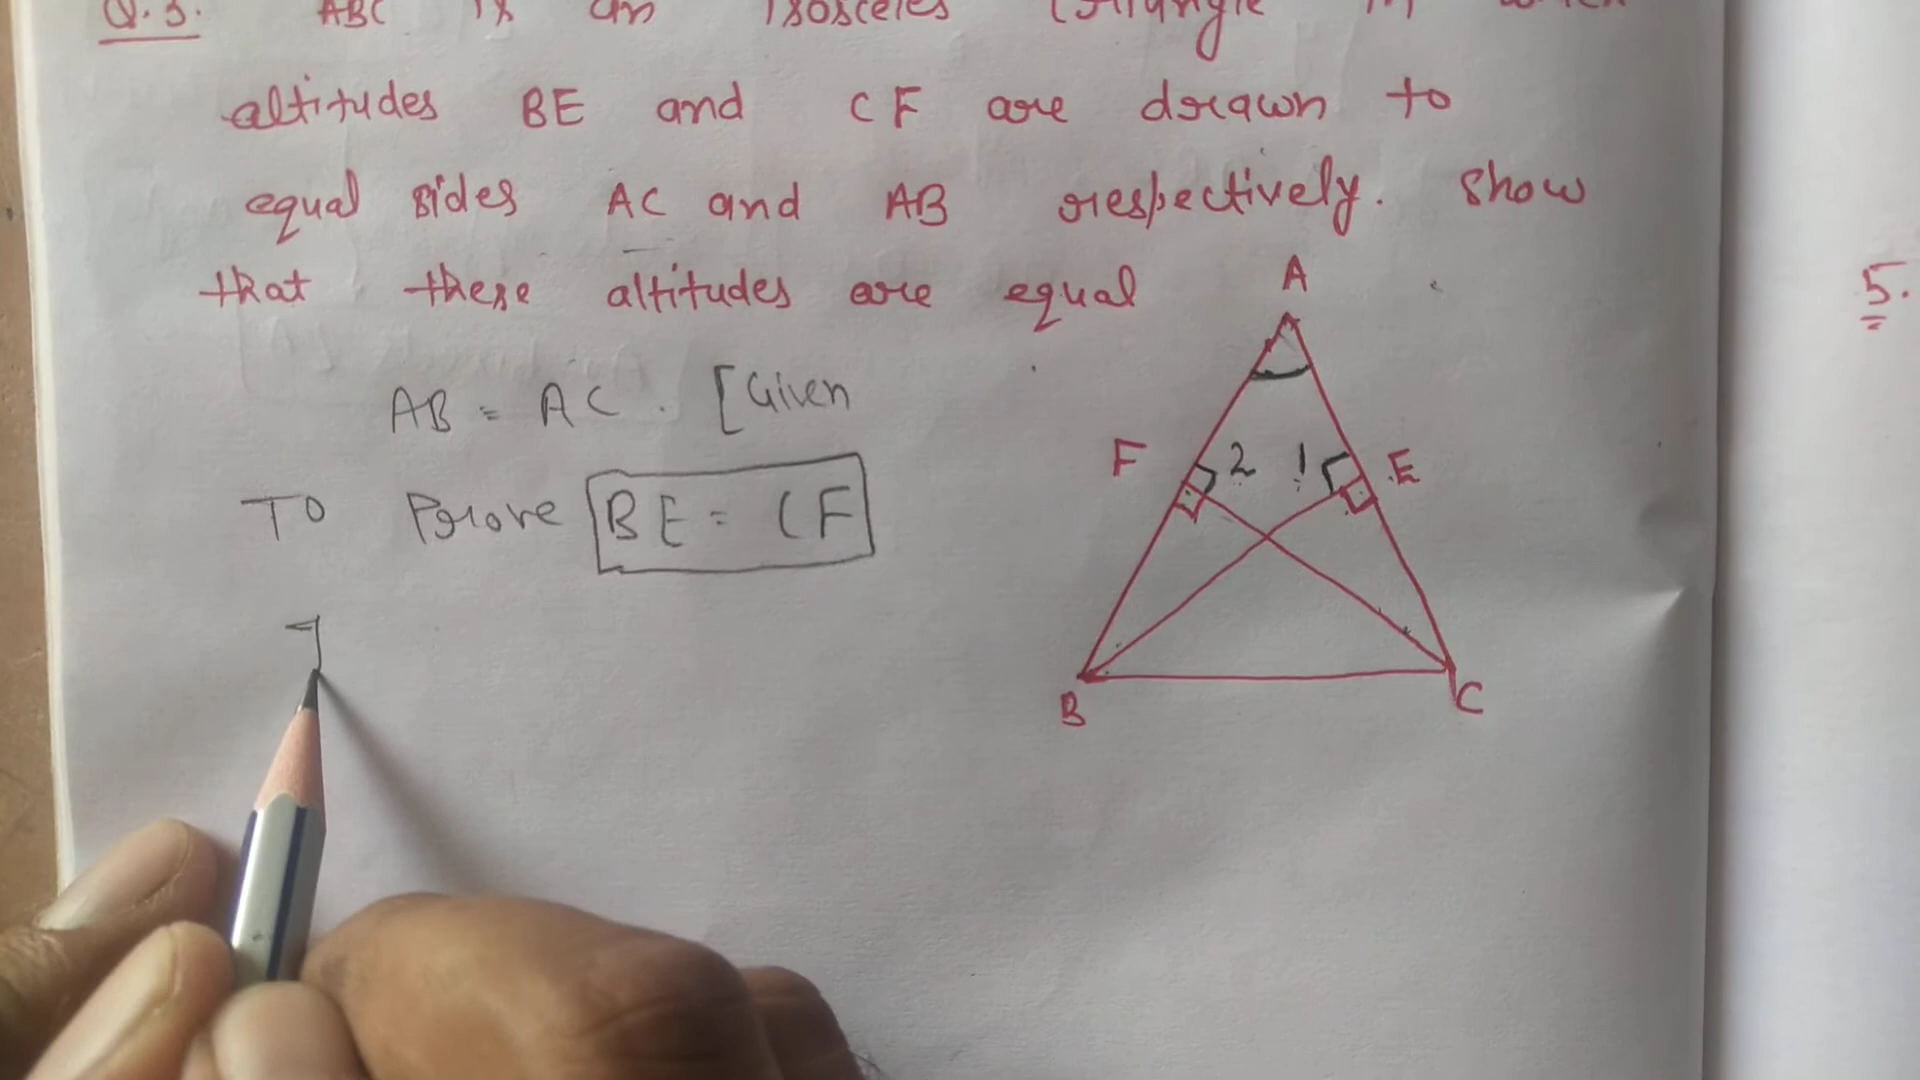 Q.3. ABC is an isosceles triangle in which
altitudes BE and CF are drawn to
equal sides AC and AB respectively. Show
that these altitudes are equal
AB = AC. [Given
To Prove BE = CF
A
F 2 1 E
B C
5.